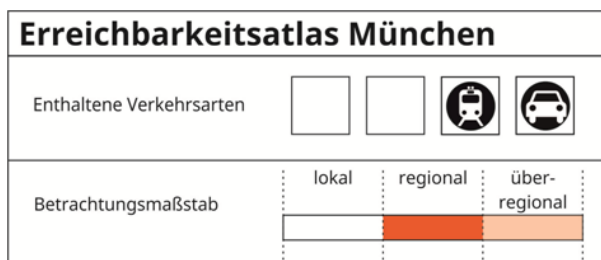 Erreichbarkeitsatlas München
Enthaltene Verkehrsarten
lokal regional über-
regional
Betrachtungsmaßstab